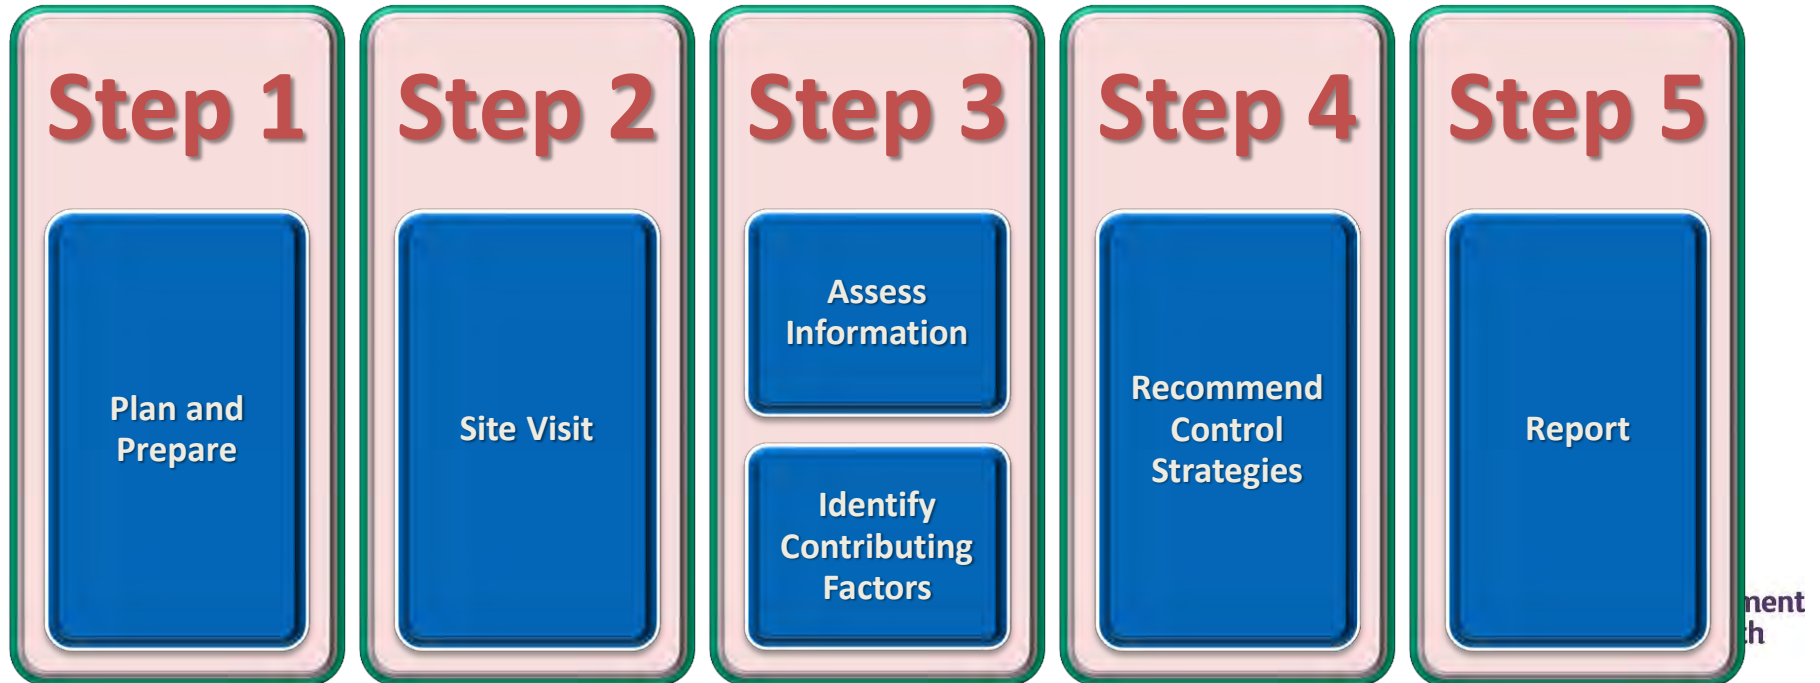 Step 1
Plan and
Prepare
Step 2
Site Visit
Step 3
Assess
Information
Identify
Contributing
Factors
Step 4
Recommend
Control
Strategies
Step 5
Report